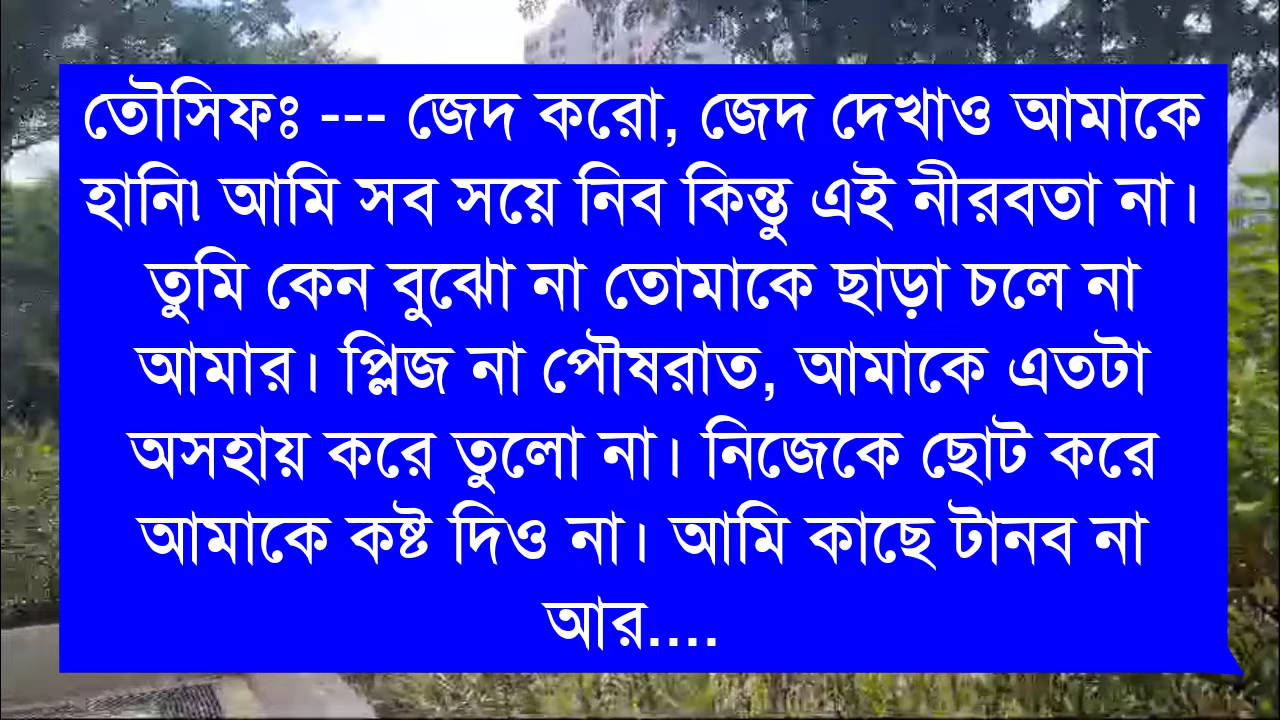 তৌসিফঃ --- জেদ করো, জেদ দেখাও আমাকে
হানি৷ আমি সব সয়ে নিব কিন্তু এই নীরবতা না।
তুমি কেন বুঝো না তোমাকে ছাড়া চলে না
আমার। প্লিজ না পৌষরাত, আমাকে এতটা
অসহায় করে তুলো না। নিজেকে ছোট করে
আমাকে কষ্ট দিও না। আমি কাছে টানব না
আর....